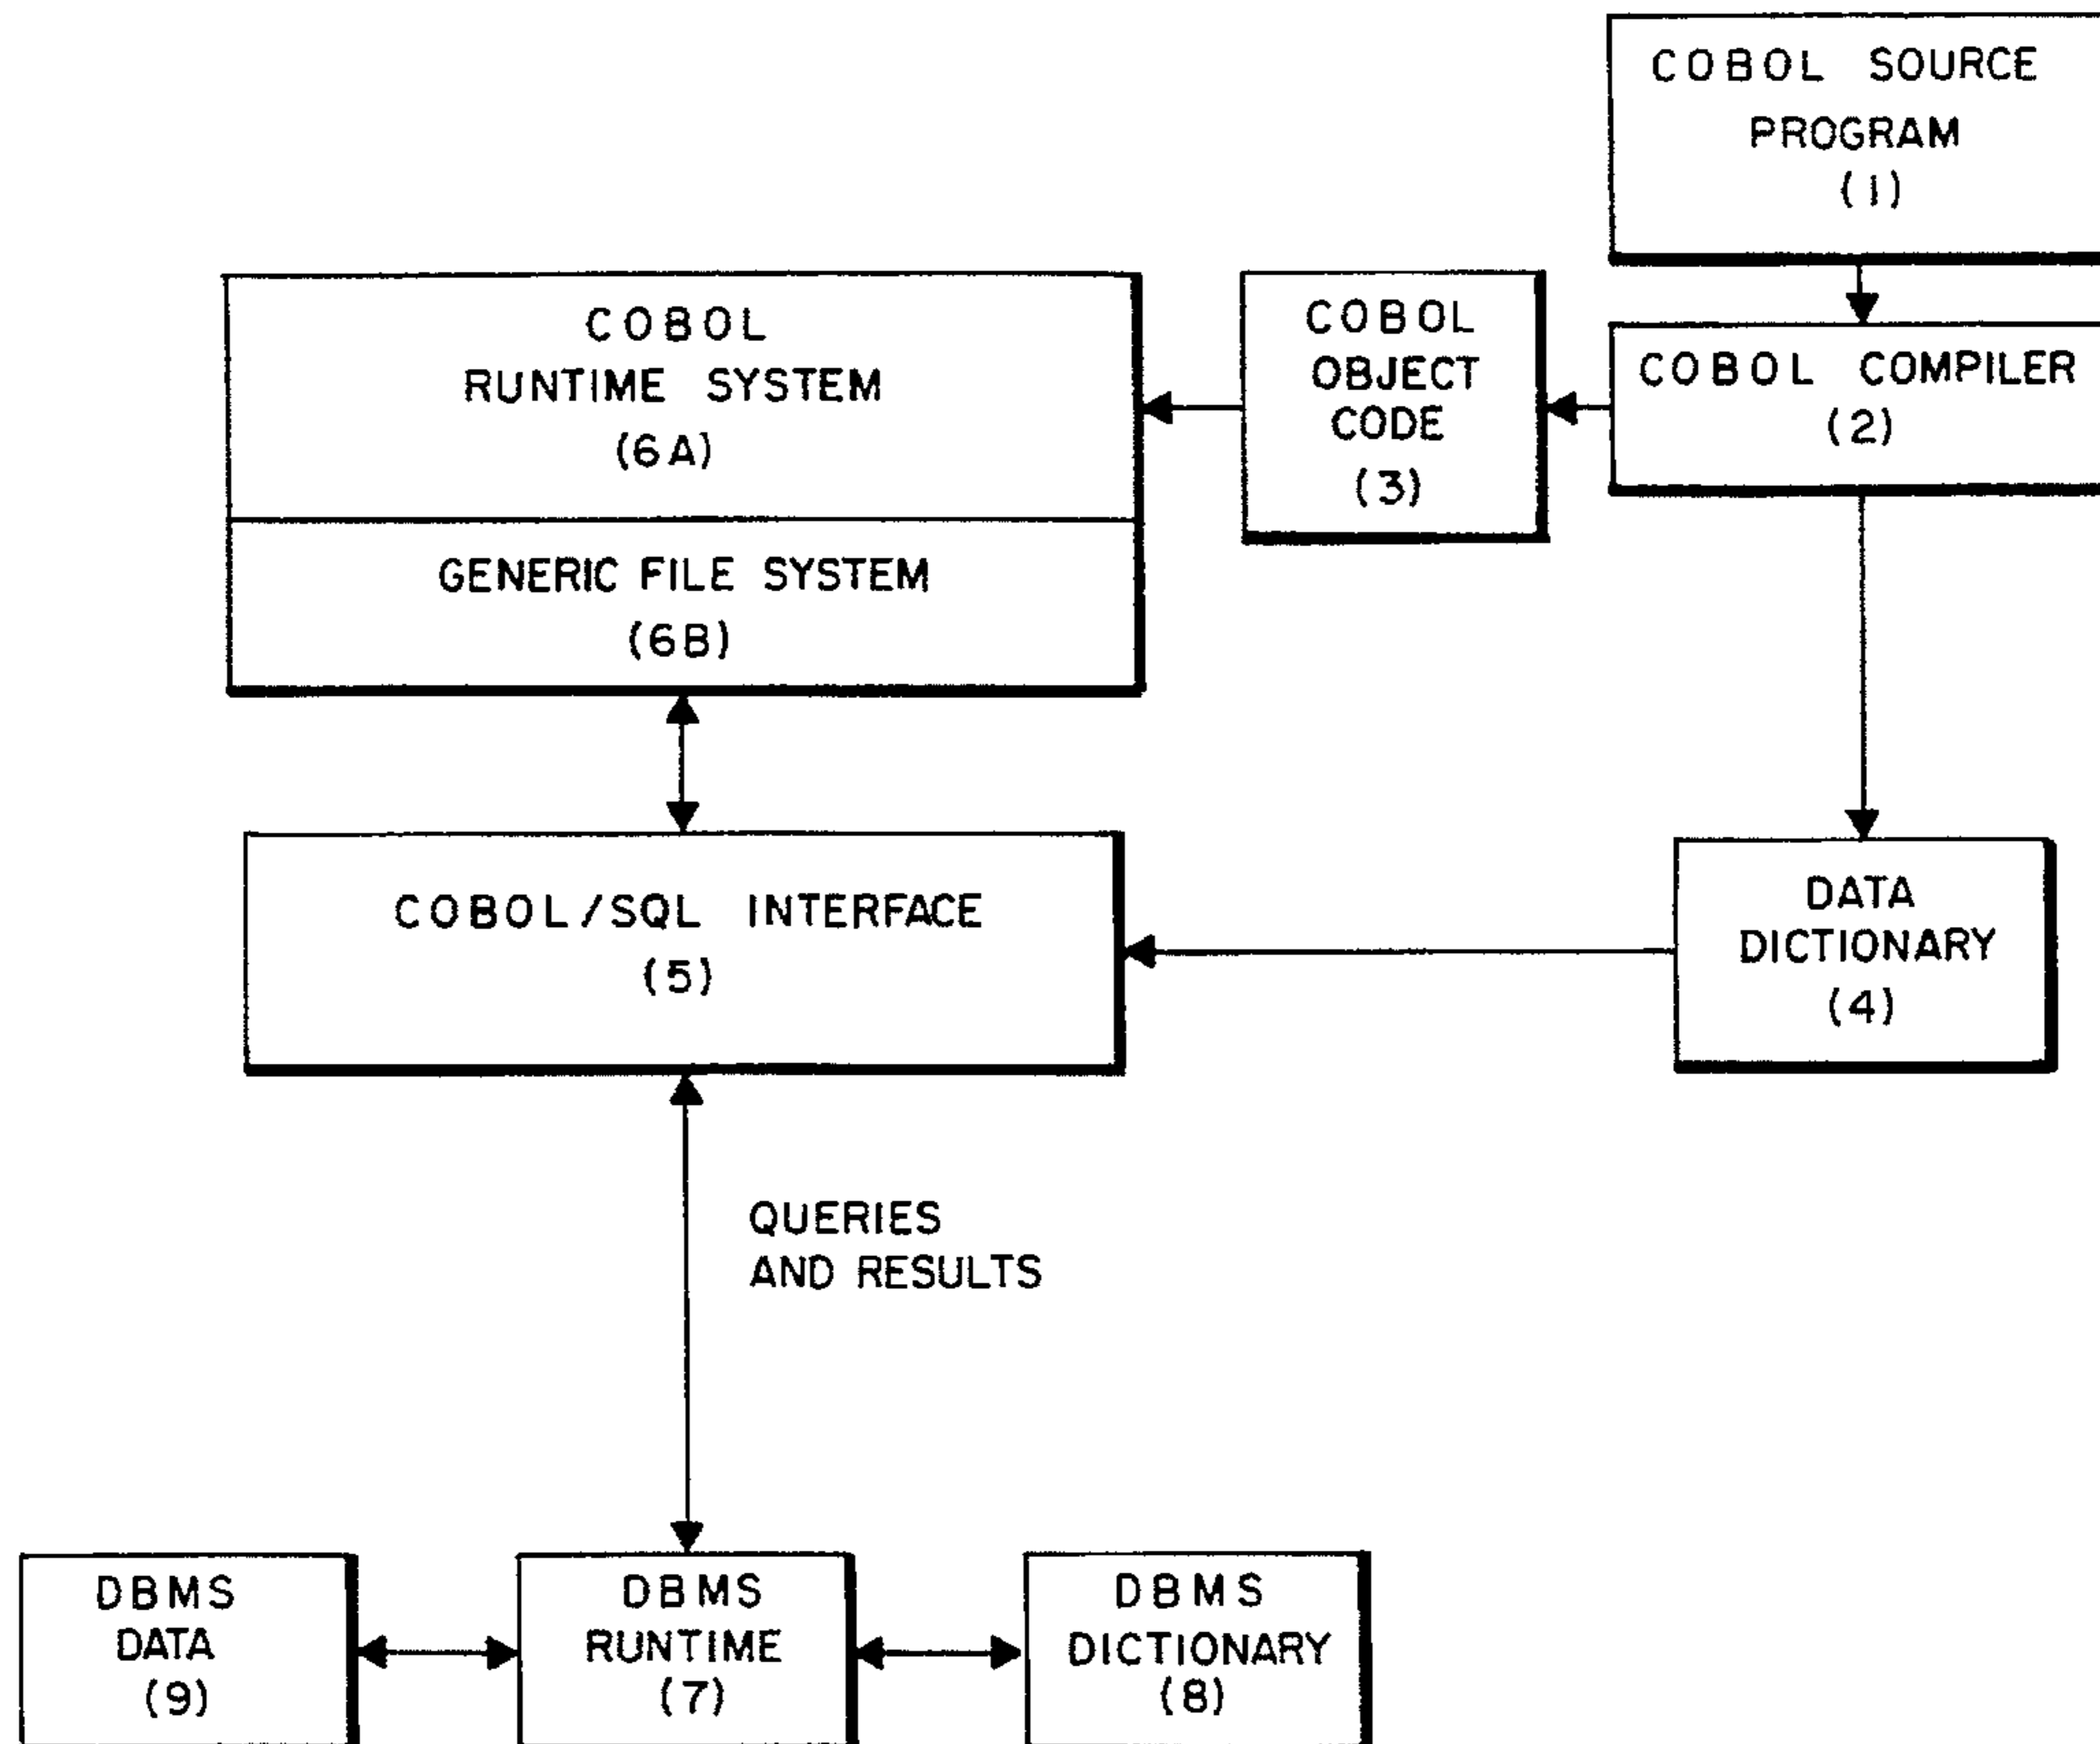 COBOL SOURCE
PROGRAM
(1)
COBOL
RUNTIME SYSTEM
(6A)
GENERIC FILE SYSTEM
(6B)
COBOL
OBJECT
CODE
(3)
COBOL COMPILER
(2)
COBOL/SQL INTERFACE
(5)
DATA
DICTIONARY
(4)
QUERIES
AND RESULTS
DBMS
DATA
(9)
DBMS
RUNTIME
(7)
DBMS
DICTIONARY
(8)